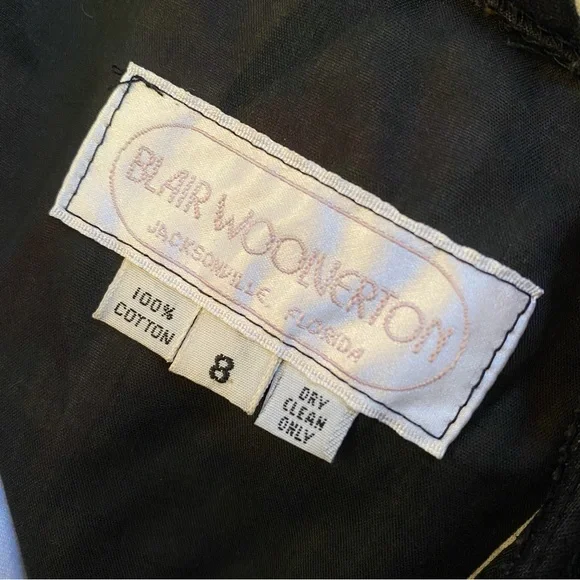 BLAIR WOOLVERTON
JACKSONVILLE, FLORIDA
100%
COTTON
8
DRY
CLEAN
ONLY